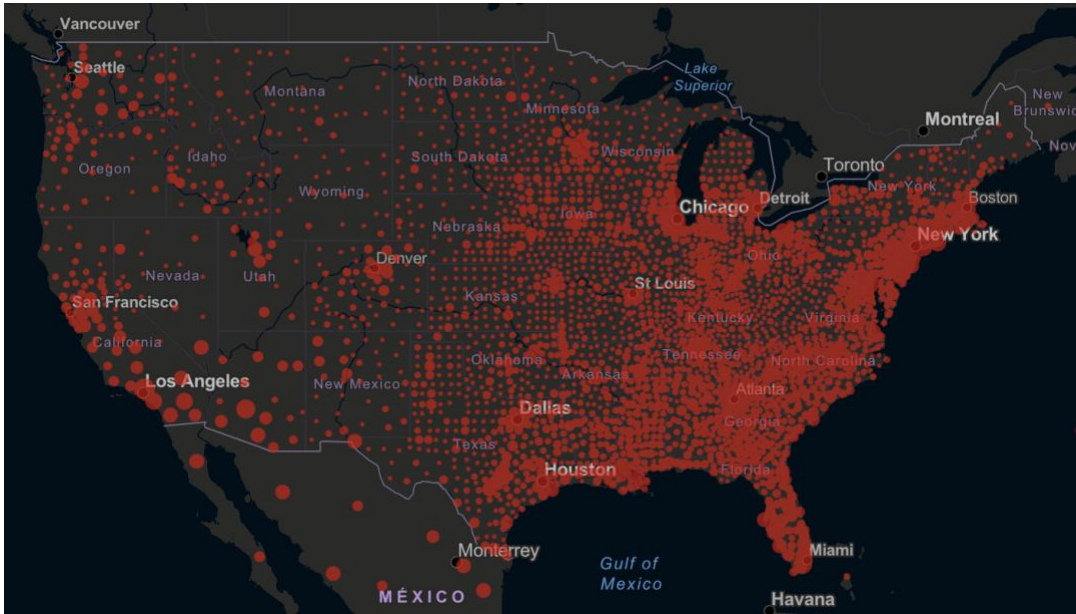 Vancouver
Seattle
Montana
North Dakota
Lake
Superior
Minnesota
Montreal
New
Brunswic
Nov
Oregon
Idaho
South Dakota
Wisconsin
Toronto
New York
Wyoming
Boston
Chicago
Detroit
Iowa
Nebraska
New York
Nevada
Utah
Denver
Ohio
San Francisco
Kansas
St Louis
California
Kentucky
Virginia
Los Angeles
New Mexico
Oklahoma
Arkansas
Tennessee
North Carolina
Atlanta
Dallas
Georgia
Texas
Houston
Florida
Monterrey
Gulf of
Mexico
Miami
MÉXICO
Havana